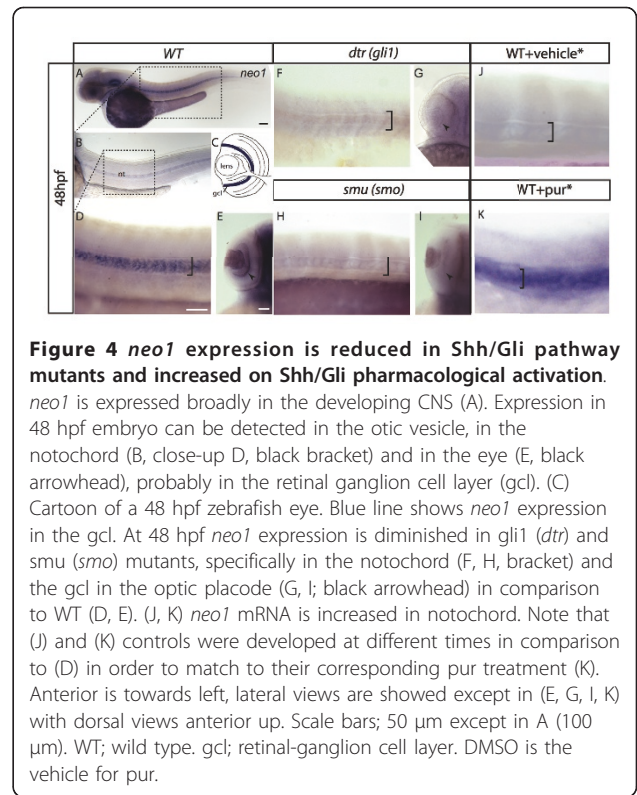 WT dtr (gli1) WT+vehicle*
A neo1 F G J
B C
nt lens
gcl
48hpf
smu (smo) WT+pur*
D E H I K
Figure 4 neo1 expression is reduced in Shh/Gli pathway
mutants and increased on Shh/Gli pharmacological activation.
neo1 is expressed broadly in the developing CNS (A). Expression in
48 hpf embryo can be detected in the otic vesicle, in the
notochord (B, close-up D, black bracket) and in the eye (E, black
arrowhead), probably in the retinal ganglion cell layer (gcl). (C)
Cartoon of a 48 hpf zebrafish eye. Blue line shows neo1 expression
in the gcl. At 48 hpf neo1 expression is diminished in gli1 (dtr) and
smu (smo) mutants, specifically in the notochord (F, H, bracket) and
the gcl in the optic placode (G, I; black arrowhead) in comparison
to WT (D, E). (J, K) neo1 mRNA is increased in notochord. Note that
(J) and (K) controls were developed at different times in comparison
to (D) in order to match to their corresponding pur treatment (K).
Anterior is towards left, lateral views are showed except in (E, G, I, K)
with dorsal views anterior up. Scale bars; 50 μm except in A (100
μm). WT; wild type. gcl; retinal-ganglion cell layer. DMSO is the
vehicle for pur.